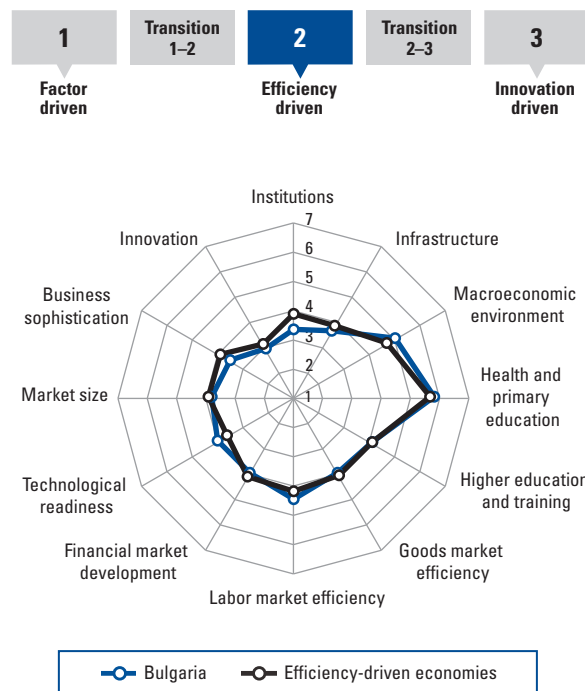 1
Transition
1–2
2
Transition
2–3
3
Factor
driven
Efficiency
driven
Innovation
driven
Institutions
7
6
5
4
3
2
1
Innovation
Infrastructure
Business
sophistication
Macroeconomic
environment
Market size
Health and
primary
education
Technological
readiness
Higher education
and training
Financial market
development
Goods market
efficiency
Labor market efficiency
Bulgaria
Efficiency-driven economies